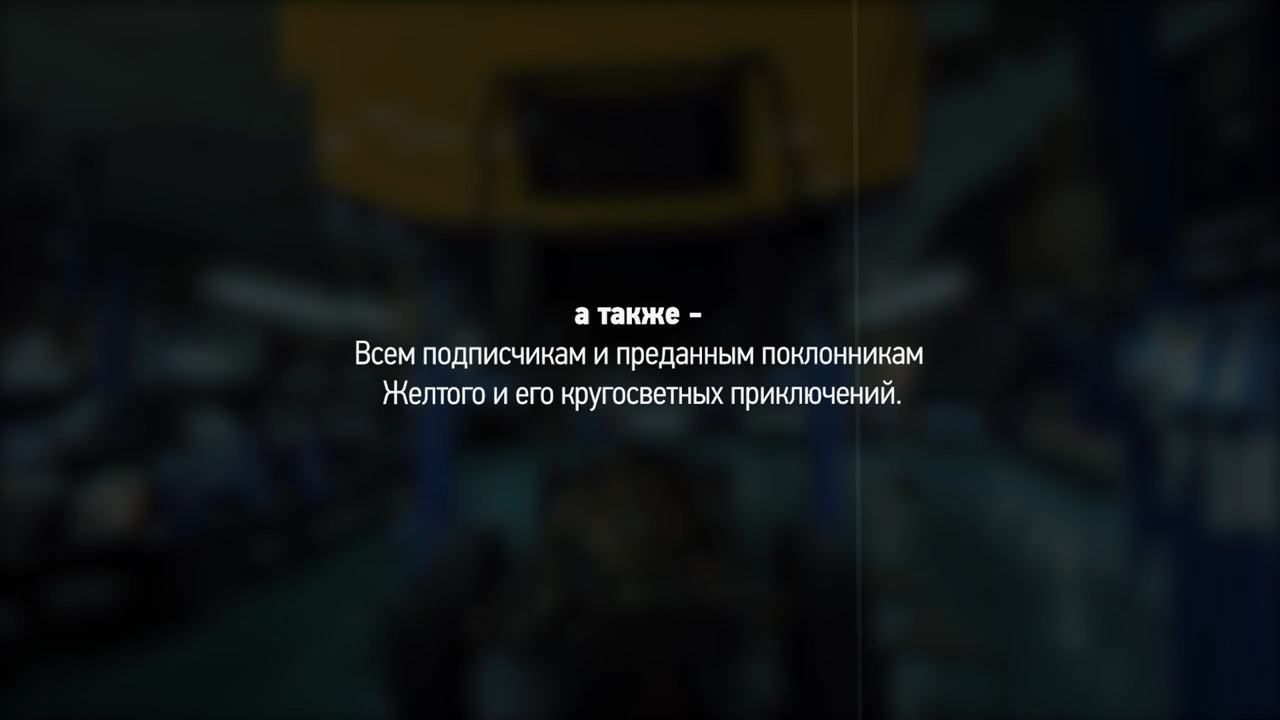 а также -
Всем подписчикам и преданным поклонникам
Желтого и его кругосветных приключений.